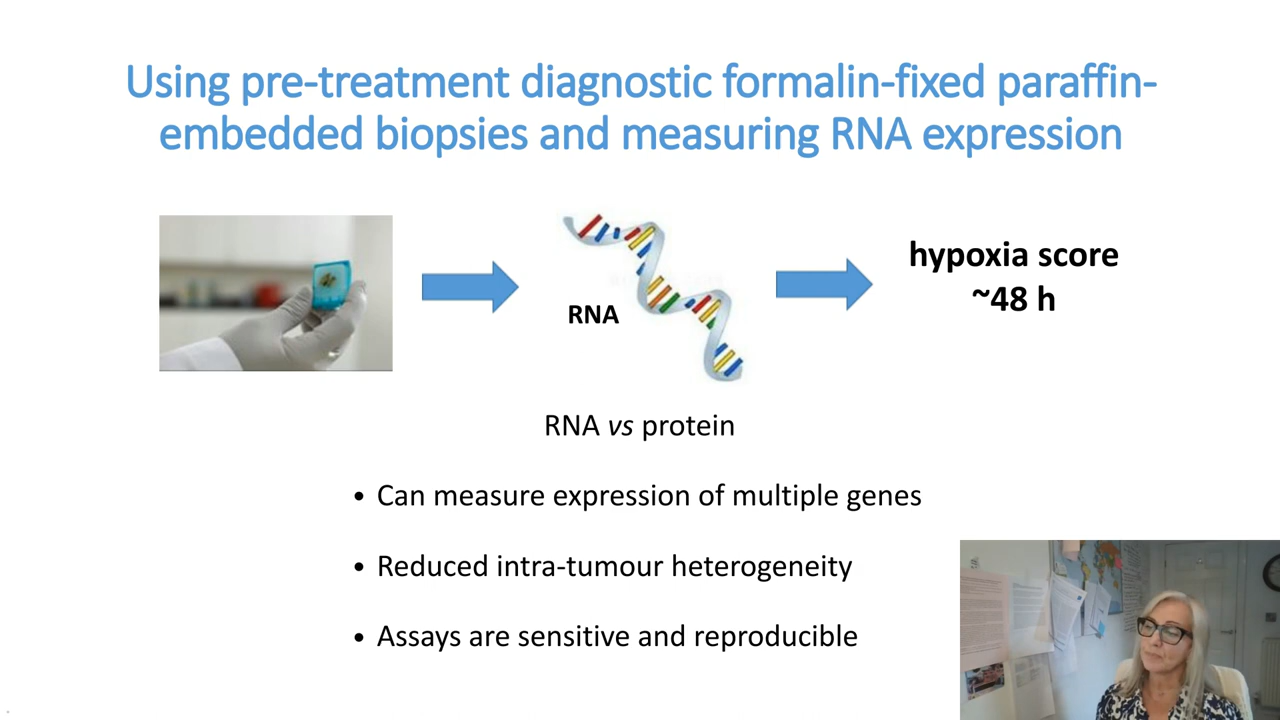 Using pre-treatment diagnostic formalin-fixed paraffin-
embedded biopsies and measuring RNA expression
RNA
hypoxia score
~48 h
RNA vs protein
• Can measure expression of multiple genes
• Reduced intra-tumour heterogeneity
• Assays are sensitive and reproducible